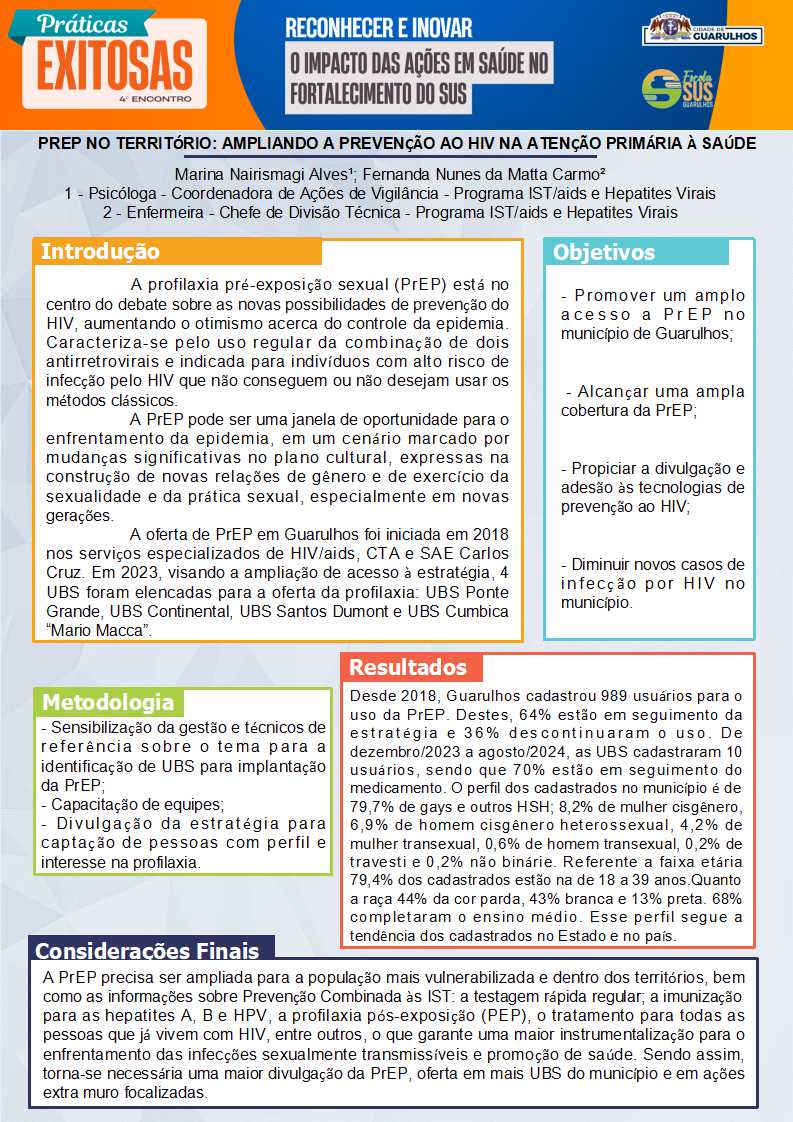 Práticas
EXITOSAS
4º ENCONTRO
RECONHECER E INOVAR
O IMPACTO DAS AÇÕES EM SAÚDE NO
FORTALECIMENTO DO SUS
CIDADE DE
GUARULHOS
Escola
SUS
GUARULHOS
PREP NO TERRITÓRIO: AMPLIANDO A PREVENÇÃO AO HIV NA ATENÇÃO PRIMÁRIA À SAÚDE
Marina Nairismagi Alves¹; Fernanda Nunes da Matta Carmo²
1 - Psicóloga - Coordenadora de Ações de Vigilância - Programa IST/aids e Hepatites Virais
2 - Enfermeira - Chefe de Divisão Técnica - Programa IST/aids e Hepatites Virais
Introdução
A profilaxia pré-exposição sexual (PrEP) está no
centro do debate sobre as novas possibilidades de prevenção do
HIV, aumentando o otimismo acerca do controle da epidemia.
Caracteriza-se pelo uso regular da combinação de dois
antirretrovirais e indicada para indivíduos com alto risco de
infecção pelo HIV que não conseguem ou não desejam usar os
métodos clássicos.
A PrEP pode ser uma janela de oportunidade para o
enfrentamento da epidemia, em um cenário marcado por
mudanças significativas no plano cultural, expressas na
construção de novas relações de gênero e de exercício da
sexualidade e da prática sexual, especialmente em novas
gerações.
A oferta de PrEP em Guarulhos foi iniciada em 2018
nos serviços especializados de HIV/aids, CTA e SAE Carlos
Cruz. Em 2023, visando a ampliação de acesso à estratégia, 4
UBS foram elencadas para a oferta da profilaxia: UBS Ponte
Grande, UBS Continental, UBS Santos Dumont e UBS Cumbica
“Mario Macca”.
Objetivos
- Promover um amplo
acesso a PrEP no
município de Guarulhos;
- Alcançar uma ampla
cobertura da PrEP;
- Propiciar a divulgação e
adesão às tecnologias de
prevenção ao HIV;
- Diminuir novos casos de
infecção por HIV no
município.
Metodologia
- Sensibilização da gestão e técnicos de
referência sobre o tema para a
identificação de UBS para implantação
da PrEP;
- Capacitação de equipes;
- Divulgação da estratégia para
captação de pessoas com perfil e
interesse na profilaxia.
Resultados
Desde 2018, Guarulhos cadastrou 989 usuários para o
uso da PrEP. Destes, 64% estão em seguimento da
estratégia e 36% descontinuaram o uso. De
dezembro/2023 a agosto/2024, as UBS cadastraram 10
usuários, sendo que 70% estão em seguimento do
medicamento. O perfil dos cadastrados no município é de
79,7% de gays e outros HSH; 8,2% de mulher cisgênero,
6,9% de homem cisgênero heterossexual, 4,2% de
mulher transexual, 0,6% de homem transexual, 0,2% de
travesti e 0,2% não binárie. Referente a faixa etária
79,4% dos cadastrados estão na de 18 a 39 anos.Quanto
a raça 44% da cor parda, 43% branca e 13% preta. 68%
completaram o ensino médio. Esse perfil segue a
tendência dos cadastrados no Estado e no país.
Considerações Finais
A PrEP precisa ser ampliada para a população mais vulnerabilizada e dentro dos territórios, bem
como as informações sobre Prevenção Combinada às IST: a testagem rápida regular; a imunização
para as hepatites A, B e HPV, a profilaxia pós-exposição (PEP), o tratamento para todas as
pessoas que já vivem com HIV, entre outros, o que garante uma maior instrumentalização para o
enfrentamento das infecções sexualmente transmissíveis e promoção de saúde. Sendo assim,
torna-se necessária uma maior divulgação da PrEP, oferta em mais UBS do município e em ações
extra muro focalizadas.